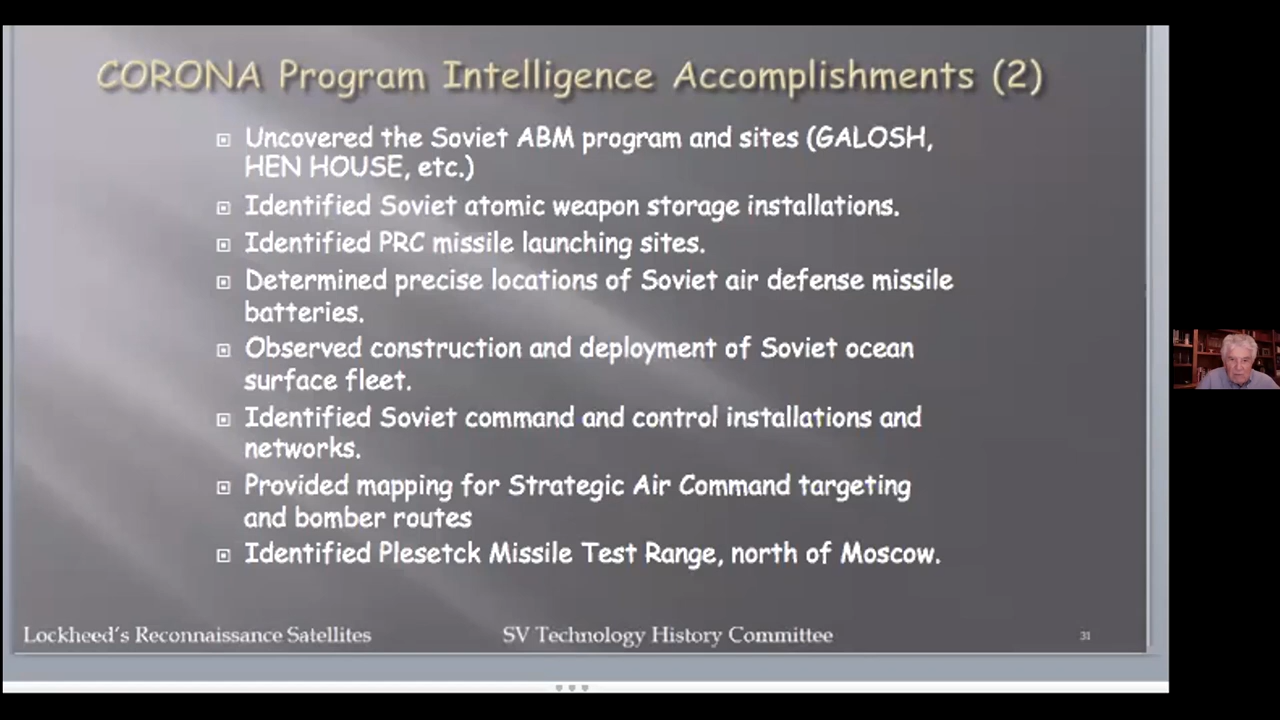 CORONA Program Intelligence Accomplishments (2)
Uncovered the Soviet ABM program and sites (GALOSH,
HEN HOUSE, etc.)
Identified Soviet atomic weapon storage installations.
Identified PRC missile launching sites.
Determined precise locations of Soviet air defense missile
batteries.
Observed construction and deployment of Soviet ocean
surface fleet.
Identified Soviet command and control installations and
networks.
Provided mapping for Strategic Air Command targeting
and bomber routes
Identified Plesetck Missile Test Range, north of Moscow.
Lockheed's Reconnaissance Satellites
SV Technology History Committee
31